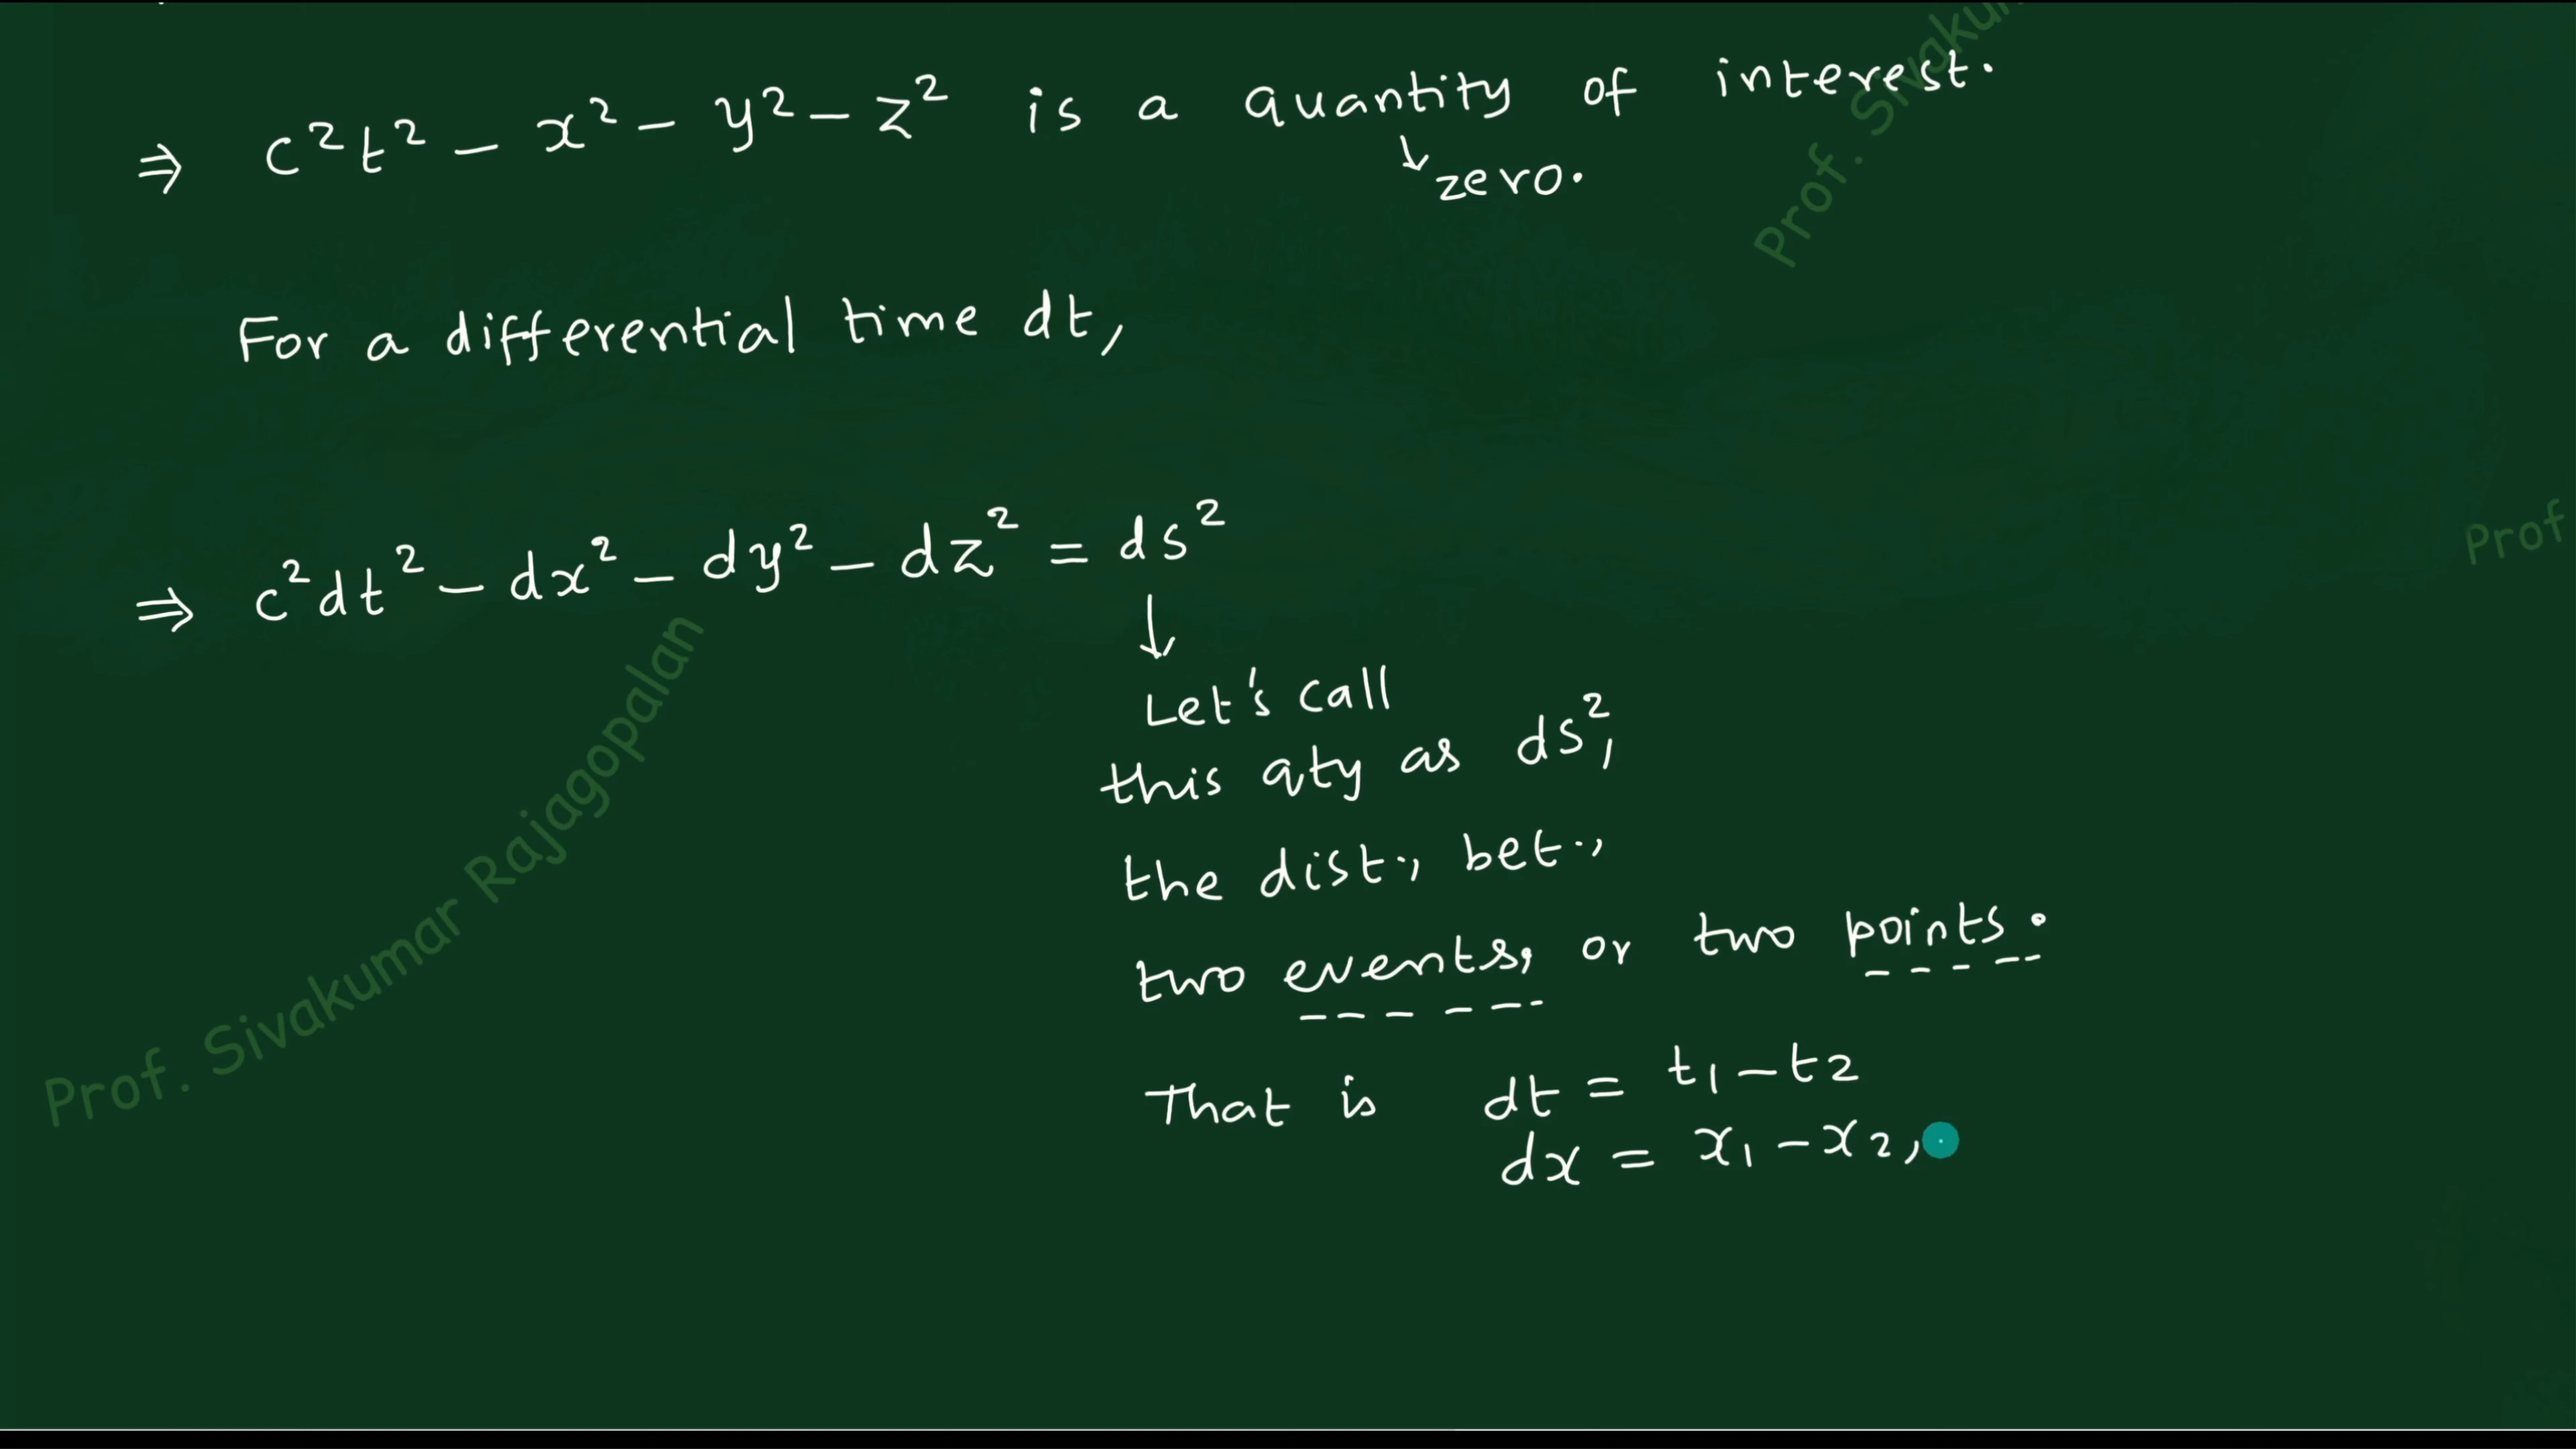 ⇒ c²t² - x² - y² - z² is a quantity of interest.
↓ zero.
For a differential time dt,
⇒ c²dt² - dx² - dy² - dz² = ds²
↓
Let's call
this qty as ds²,
the dist., bet.,
two events, or two points.
That is dt = t₁ - t₂
dx = x₁ - x₂,
Prof. Sivakumar Rajagopalan
Prof. Sivakum
Prof